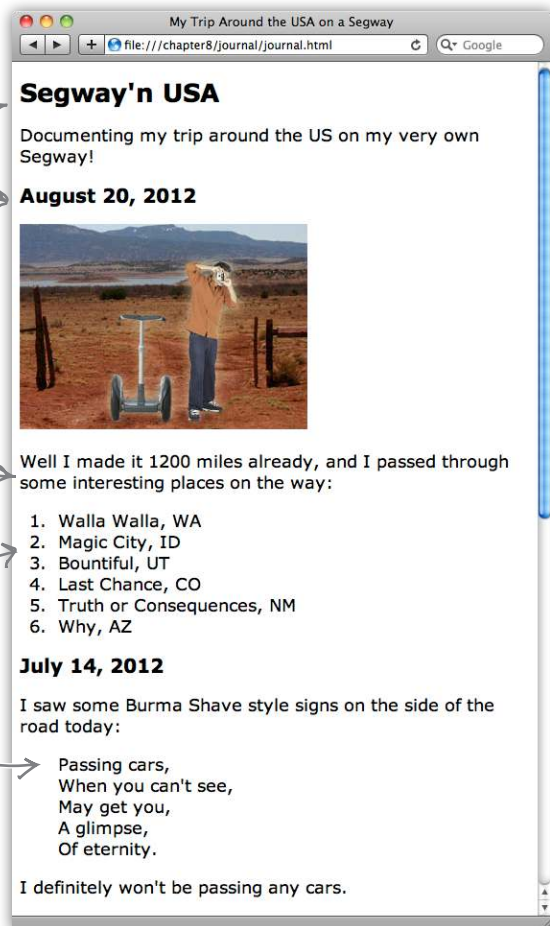 My Trip Around the USA on a Segway
file:///chapter8/journal/journal.html
Google
Segway'n USA
Documenting my trip around the US on my very own
Segway!
August 20, 2012
Well I made it 1200 miles already, and I passed through
some interesting places on the way:
1. Walla Walla, WA
2. Magic City, ID
3. Bountiful, UT
4. Last Chance, CO
5. Truth or Consequences, NM
6. Why, AZ
July 14, 2012
I saw some Burma Shave style signs on the side of the
road today:
Passing cars,
When you can't see,
May get you,
A glimpse,
Of eternity.
I definitely won't be passing any cars.